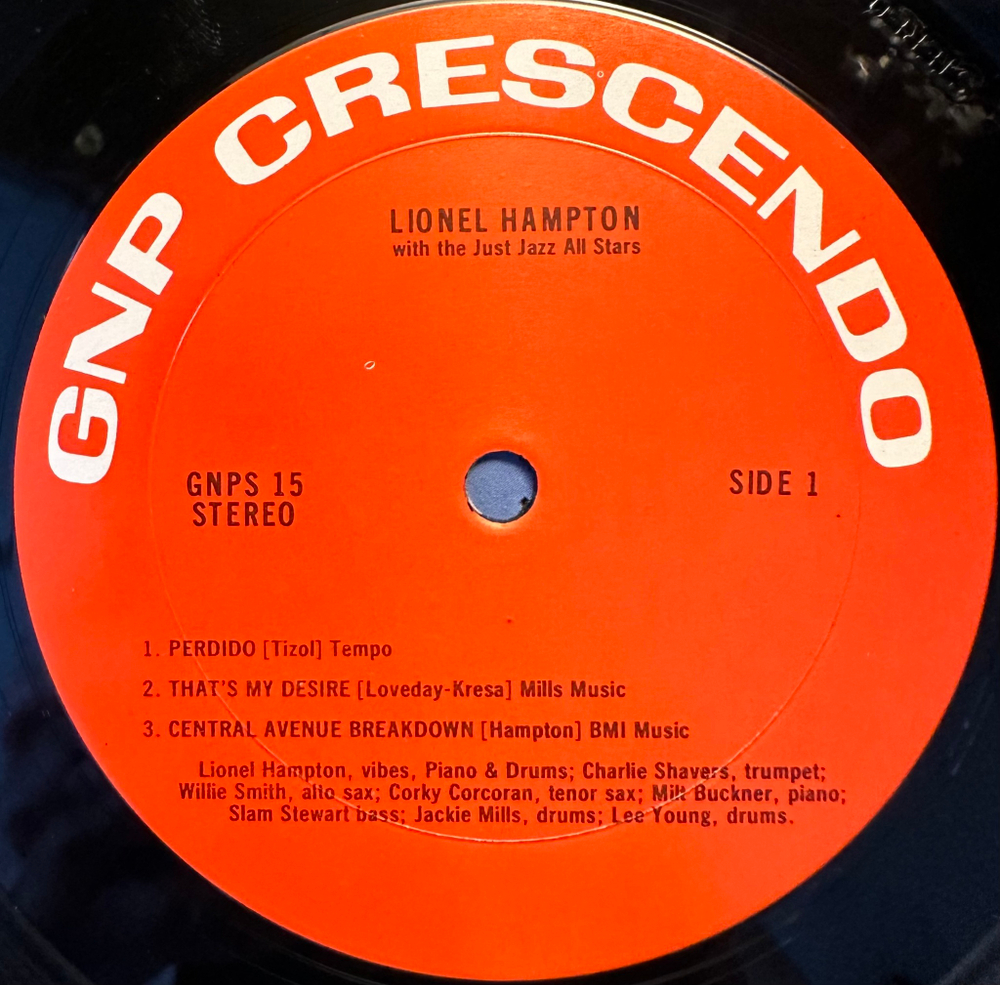 GNP CRESCENDO
LIONEL HAMPTON
with the Just Jazz All Stars
GNPS 15
STEREO
SIDE 1
1. PERDIDO [Tizol] Tempo
2. THAT'S MY DESIRE [Loveday-Kresa] Mills Music
3. CENTRAL AVENUE BREAKDOWN [Hampton] BMI Music
Lionel Hampton, vibes, Piano & Drums; Charlie Shavers, trumpet;
Willie Smith, alto sax; Corky Corcoran, tenor sax; Milt Buckner, piano;
Slam Stewart bass; Jackie Mills, drums; Lee Young, drums.